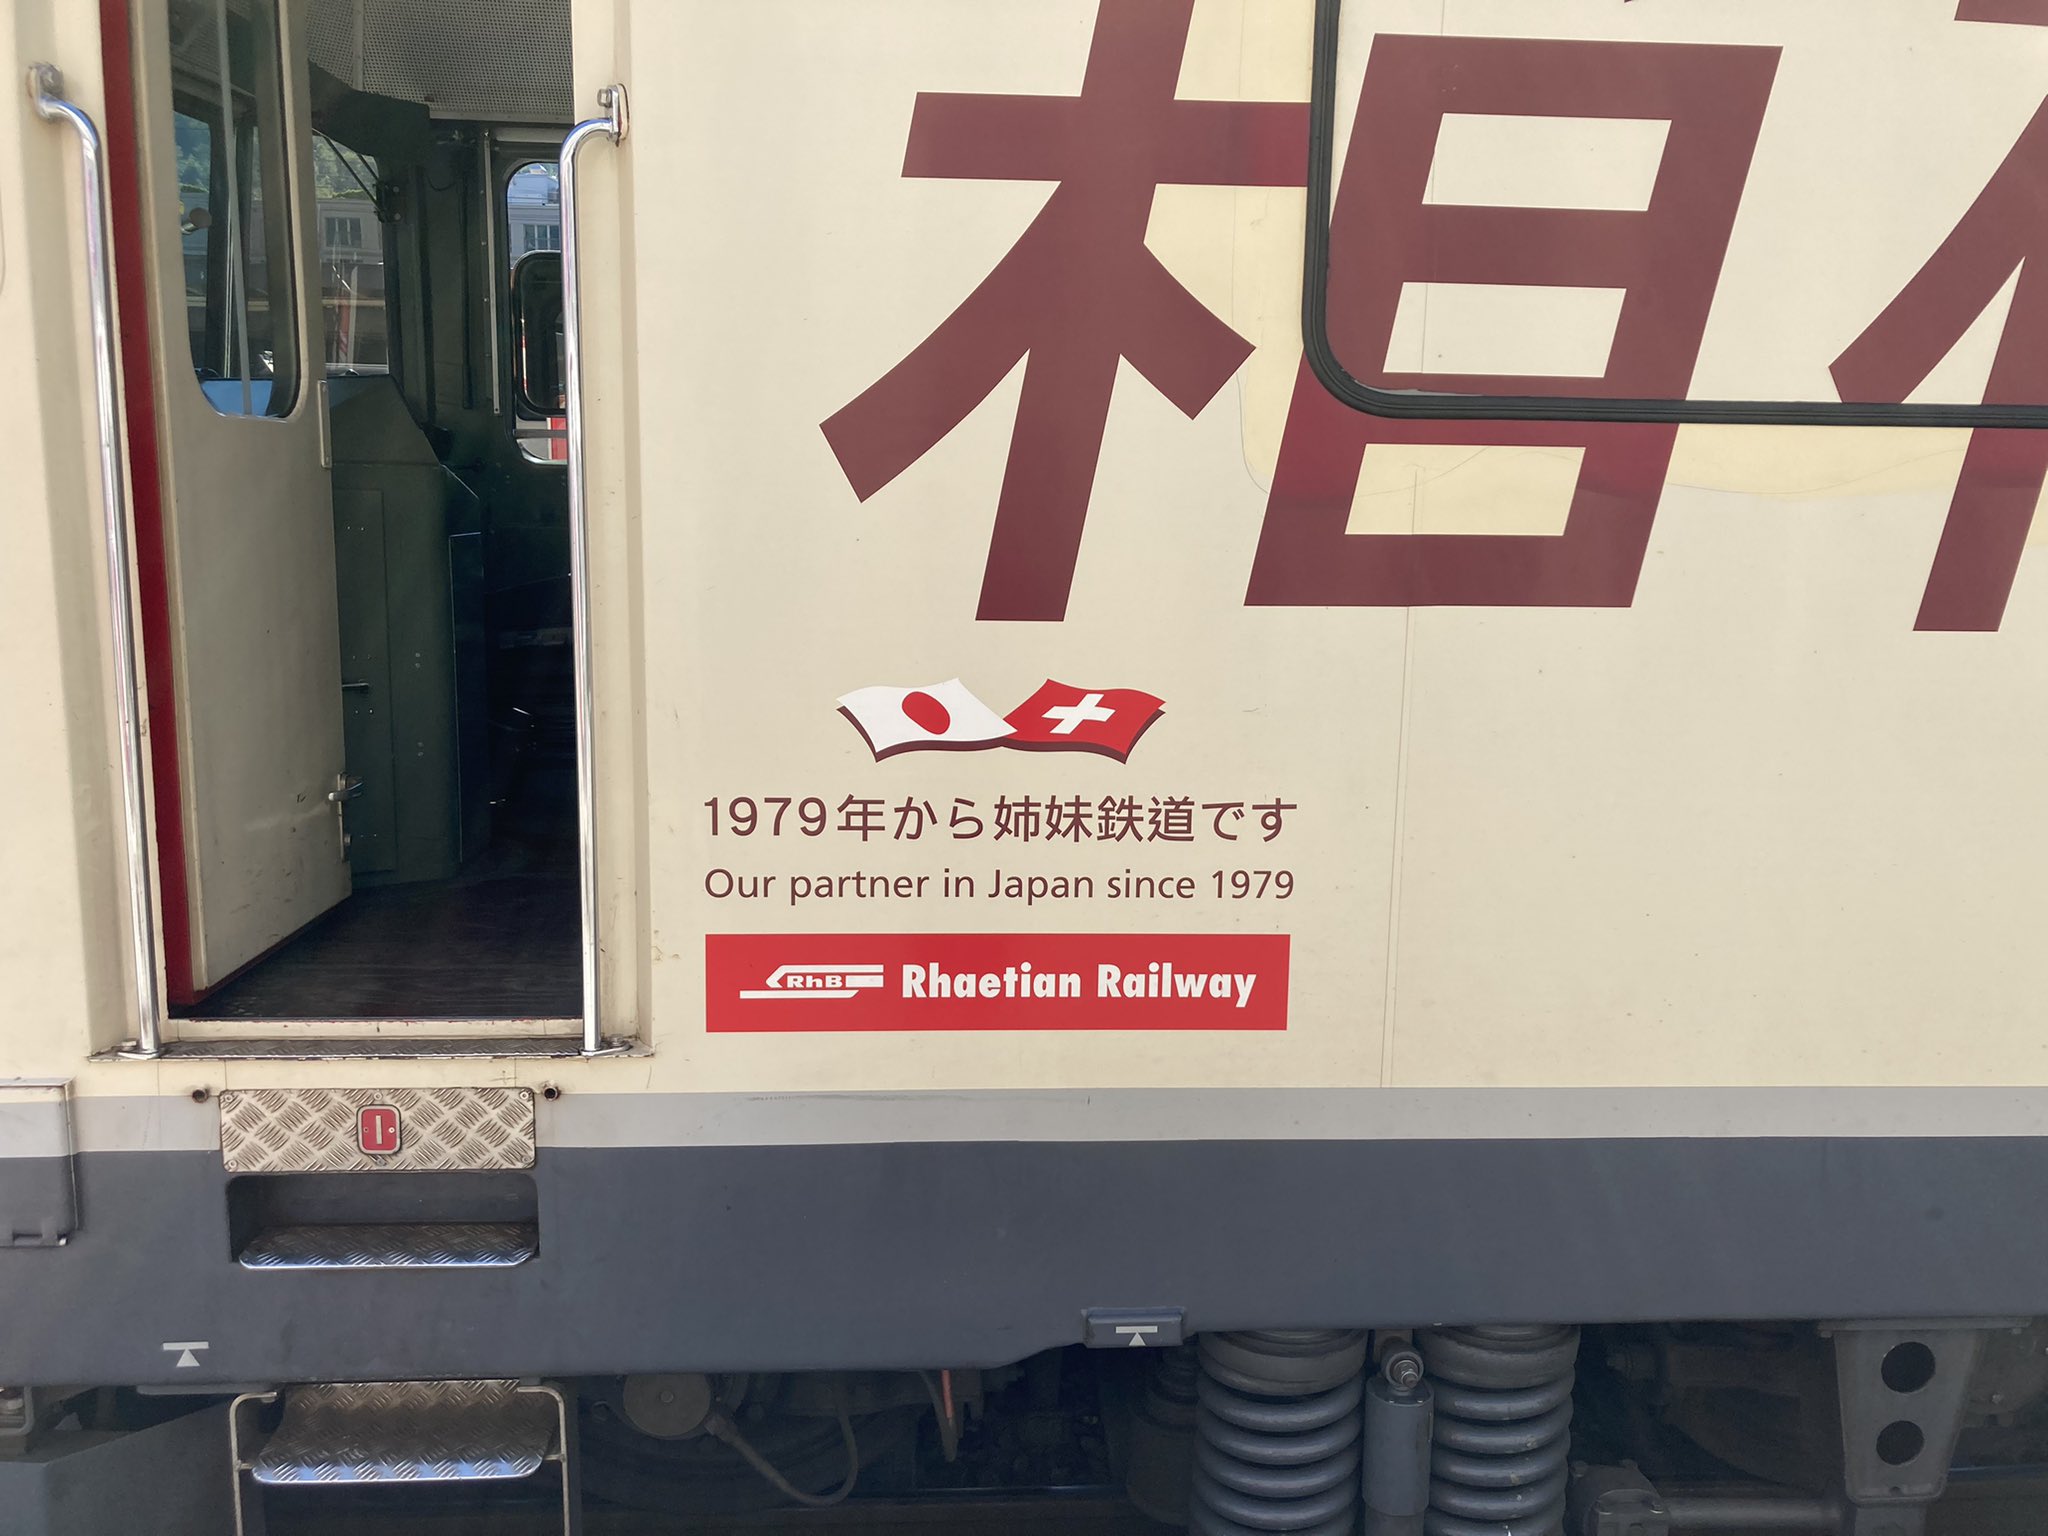 相
1979年から姉妹鉄道です
Our partner in Japan since 1979
RhB Rhaetian Railway